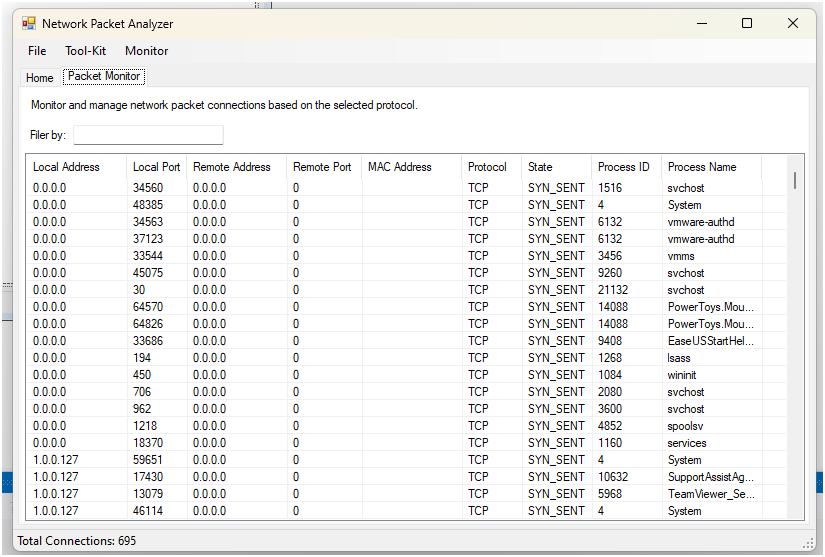 Network Packet Analyzer
File Tool-Kit Monitor
Home Packet Monitor
Monitor and manage network packet connections based on the selected protocol.
Filer by:
Local Address Local Port Remote Address Remote Port MAC Address Protocol State Process ID Process Name
0.0.0.0 34560 0.0.0.0 0 TCP SYN_SENT 1516 svchost
0.0.0.0 48385 0.0.0.0 0 TCP SYN_SENT 4 System
0.0.0.0 34563 0.0.0.0 0 TCP SYN_SENT 6132 vmware-authd
0.0.0.0 37123 0.0.0.0 0 TCP SYN_SENT 6132 vmware-authd
0.0.0.0 33544 0.0.0.0 0 TCP SYN_SENT 3456 vmms
0.0.0.0 45075 0.0.0.0 0 TCP SYN_SENT 9260 svchost
0.0.0.0 30 0.0.0.0 0 TCP SYN_SENT 21132 svchost
0.0.0.0 64570 0.0.0.0 0 TCP SYN_SENT 14088 PowerToys.Mou...
0.0.0.0 64826 0.0.0.0 0 TCP SYN_SENT 14088 PowerToys.Mou...
0.0.0.0 33686 0.0.0.0 0 TCP SYN_SENT 9408 EaseUSStartHel...
0.0.0.0 194 0.0.0.0 0 TCP SYN_SENT 1268 lsass
0.0.0.0 450 0.0.0.0 0 TCP SYN_SENT 1084 wininit
0.0.0.0 706 0.0.0.0 0 TCP SYN_SENT 2080 svchost
0.0.0.0 962 0.0.0.0 0 TCP SYN_SENT 3600 svchost
0.0.0.0 1218 0.0.0.0 0 TCP SYN_SENT 4852 spoolsv
0.0.0.0 18370 0.0.0.0 0 TCP SYN_SENT 1160 services
1.0.0.127 59651 0.0.0.0 0 TCP SYN_SENT 4 System
1.0.0.127 17430 0.0.0.0 0 TCP SYN_SENT 10632 SupportAssistAg...
1.0.0.127 13079 0.0.0.0 0 TCP SYN_SENT 5968 TeamViewer_Se...
1.0.0.127 46114 0.0.0.0 0 TCP SYN_SENT 4 System
Total Connections: 695